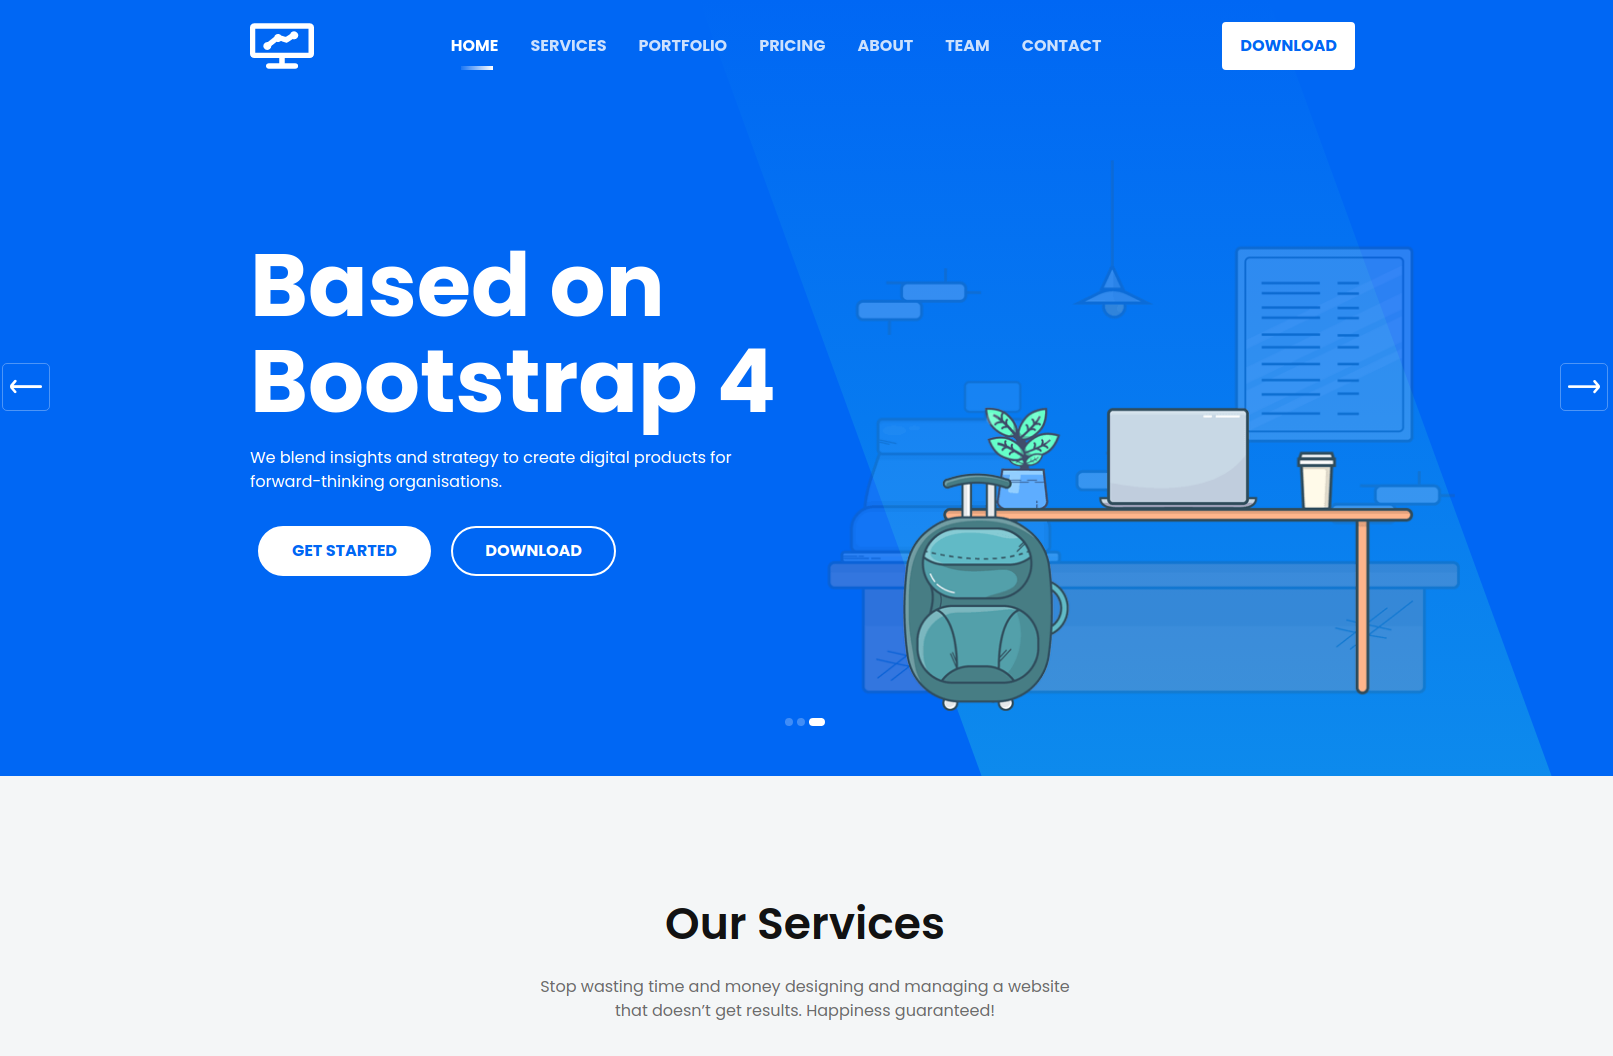 HOME SERVICES PORTFOLIO PRICING ABOUT TEAM CONTACT DOWNLOAD
Based on
Bootstrap 4
We blend insights and strategy to create digital products for
forward-thinking organisations.
GET STARTED DOWNLOAD
Our Services
Stop wasting time and money designing and managing a website
that doesn’t get results. Happiness guaranteed!